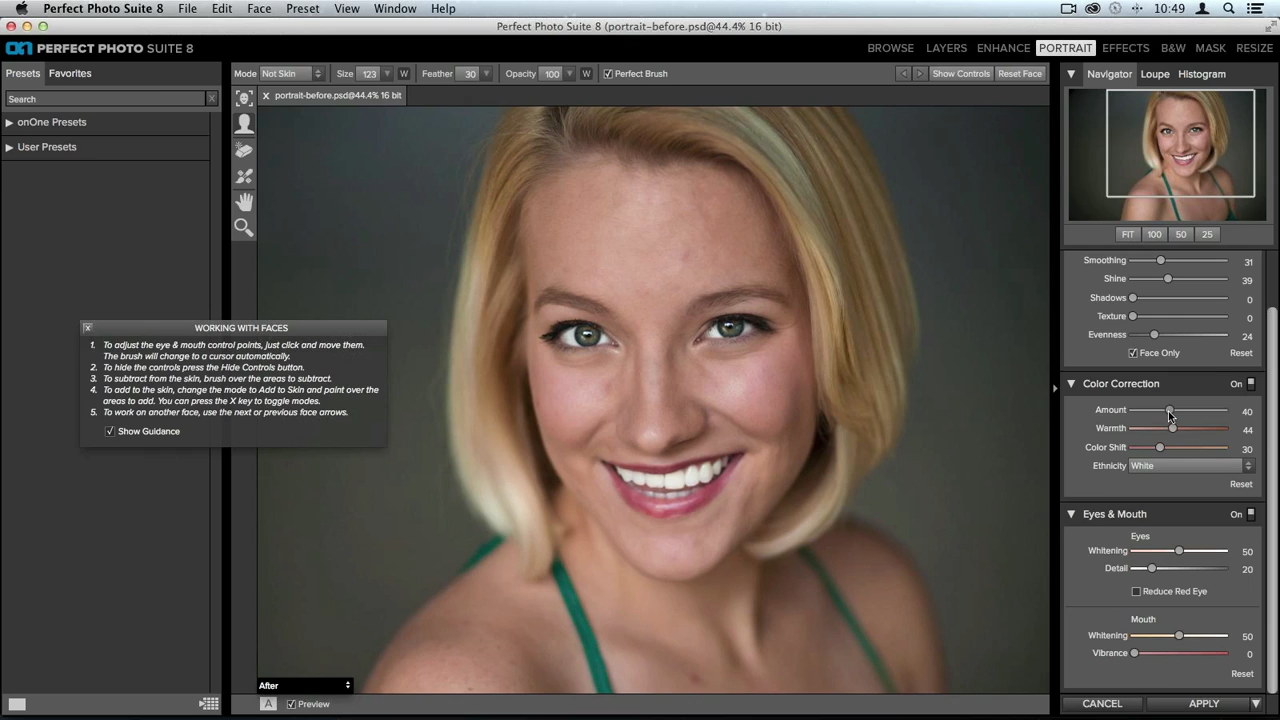 Perfect Photo Suite 8 File Edit Face Preset View Window Help 10:49
Perfect Photo Suite 8 (portrait-before.psd@44.4% 16 bit)
on PERFECT PHOTO SUITE 8 BROWSE LAYERS ENHANCE PORTRAIT EFFECTS B&W MASK RESIZE
Presets Favorites
Mode Not Skin Size 123 W Feather 30 W Opacity 100 W Perfect Brush Show Controls Reset Face
Navigator Loupe Histogram
Search X
x portrait-before.psd@44.4% 16 bit
onOne Presets
User Presets
FIT 100 50 25
Smoothing 31
Shine 39
Shadows 0
Texture 0
Evenness 24
Face Only Reset
WORKING WITH FACES
1. To adjust the eye & mouth control points, just click and move them.
The brush will change to a cursor automatically.
2. To hide the controls press the Hide Controls button.
3. To subtract from the skin, brush over the areas to subtract.
4. To add to the skin, change the mode to Add to Skin and paint over the
areas to add. You can press the X key to toggle modes.
5. To work on another face, use the next or previous face arrows.
Show Guidance
Color Correction On
Amount 40
Warmth 44
Color Shift 30
Ethnicity White
Reset
Eyes & Mouth On
Eyes
Whitening 50
Detail 20
Reduce Red Eye
Mouth
Whitening 50
Vibrance 0
Reset
After
A Preview
CANCEL APPLY